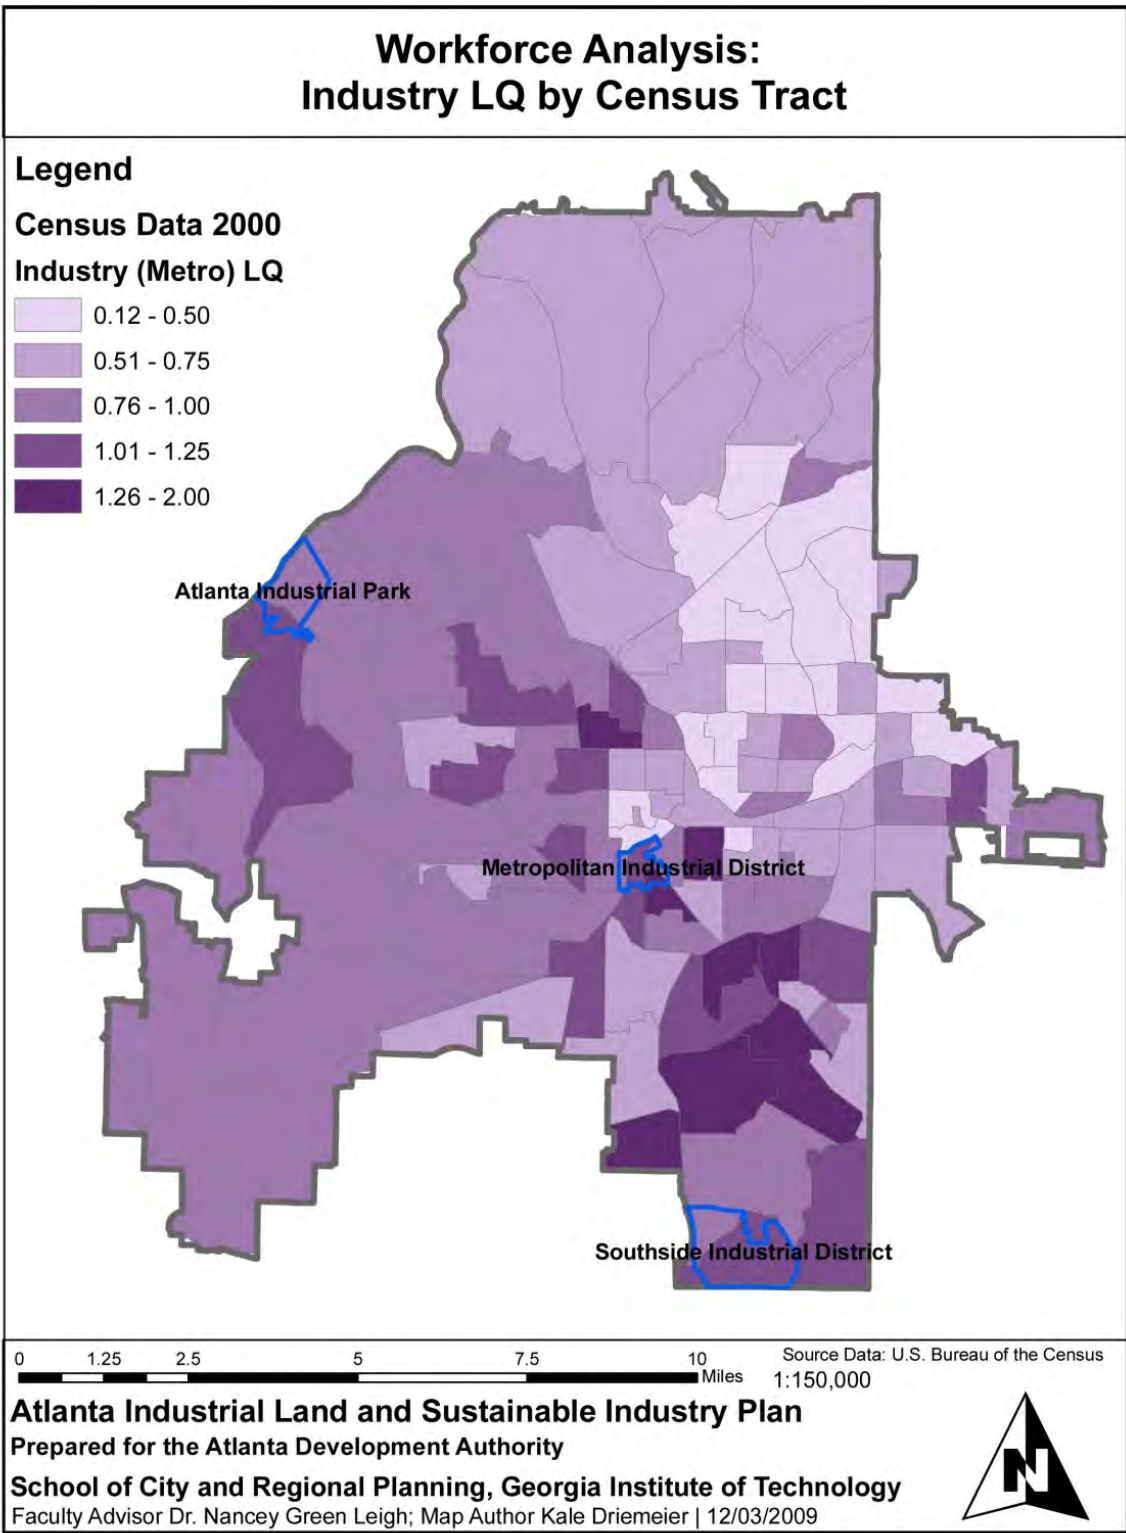 Workforce Analysis:
Industry LQ by Census Tract
Legend
Census Data 2000
Industry (Metro) LQ
0.12 - 0.50
0.51 - 0.75
0.76 - 1.00
1.01 - 1.25
1.26 - 2.00
Atlanta Industrial Park
Metropolitan Industrial District
Southside Industrial District
0 1.25 2.5 5 7.5 10
Miles
Source Data: U.S. Bureau of the Census
1:150,000
Atlanta Industrial Land and Sustainable Industry Plan
Prepared for the Atlanta Development Authority
School of City and Regional Planning, Georgia Institute of Technology
Faculty Advisor Dr. Nancey Green Leigh; Map Author Kale Driemeier | 12/03/2009
N